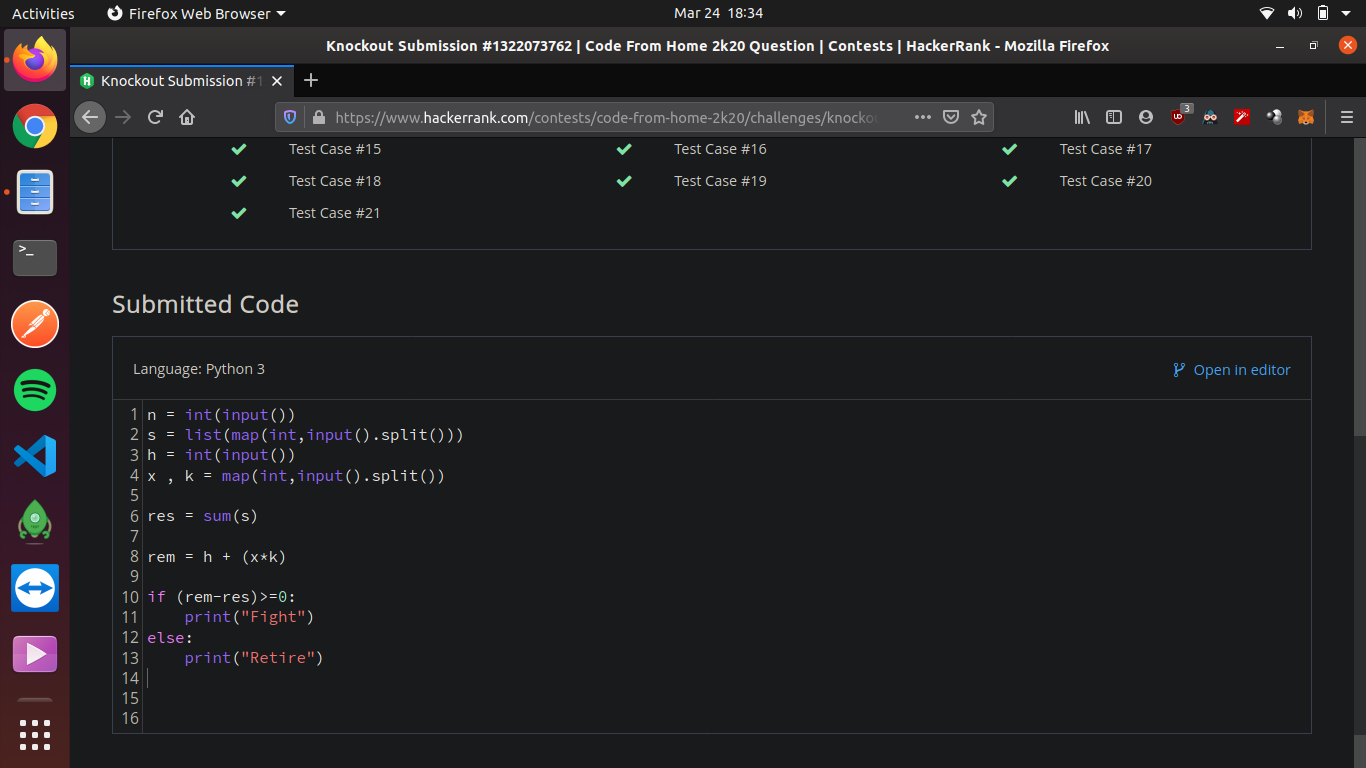 Activities
Firefox Web Browser
Mar 24 18:34
Knockout Submission #1322073762 | Code From Home 2k20 Question | Contests | HackerRank - Mozilla Firefox
Knockout Submission #1
https://www.hackerrank.com/contests/code-from-home-2k20/challenges/knocko
3
Test Case #15
Test Case #16
Test Case #17
Test Case #18
Test Case #19
Test Case #20
Test Case #21
Submitted Code
Language: Python 3
Open in editor
1 n = int(input())
2 s = list(map(int,input().split()))
3 h = int(input())
4 x , k = map(int,input().split())
5
6 res = sum(s)
7
8 rem = h + (x*k)
9
10 if (rem-res)>=0:
11     print("Fight")
12 else:
13     print("Retire")
14
15
16